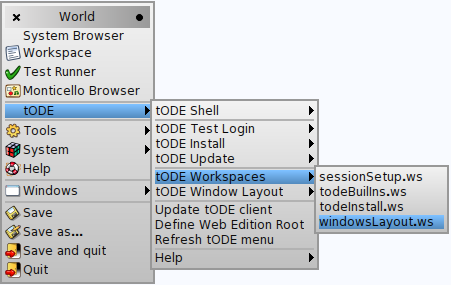 World
System Browser
Workspace
Test Runner
Monticello Browser
tODE
Tools
System
Help
Windows
Save
Save as...
Save and quit
Quit
tODE Shell
tODE Test Login
tODE Install
tODE Update
tODE Workspaces
tODE Window Layout
Update tODE client
Define Web Edition Root
Refresh tODE menu
Help
sessionSetup.ws
todeBuilIns.ws
todeInstall.ws
windowsLayout.ws